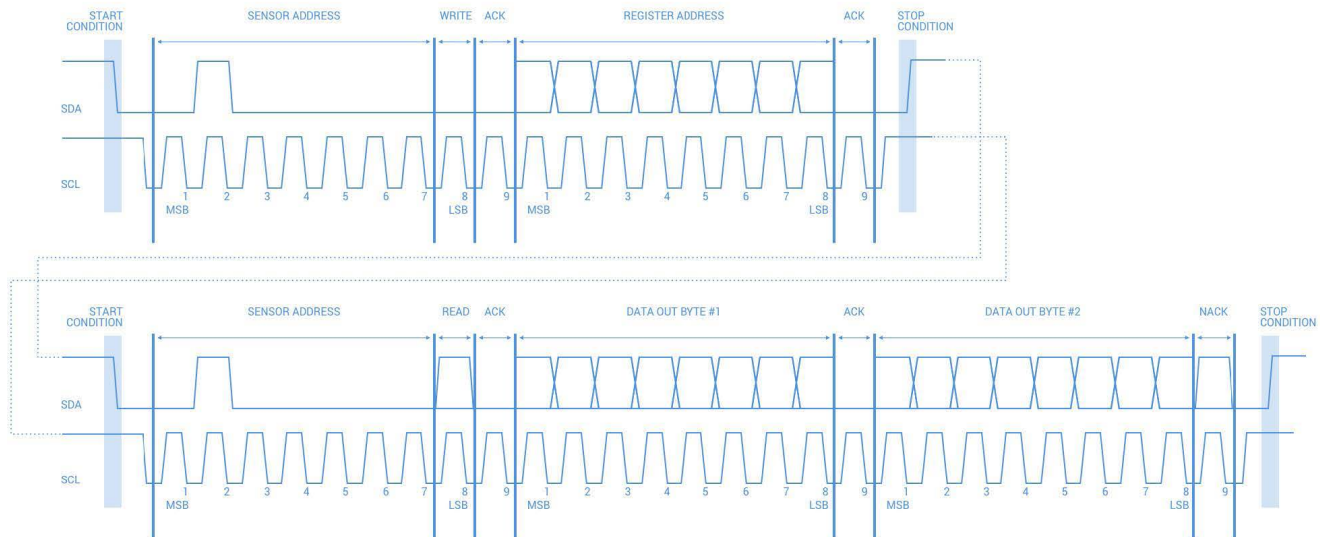 START CONDITION SENSOR ADDRESS WRITE ACK REGISTER ADDRESS ACK STOP CONDITION
SDA
SCL
1 2 3 4 5 6 7 8 9 1 2 3 4 5 6 7 8 9
MSB LSB MSB LSB
START CONDITION SENSOR ADDRESS READ ACK DATA OUT BYTE #1 ACK DATA OUT BYTE #2 NACK STOP CONDITION
SDA
SCL
1 2 3 4 5 6 7 8 9 1 2 3 4 5 6 7 8 9 1 2 3 4 5 6 7 8 9
MSB LSB MSB LSB MSB LSB